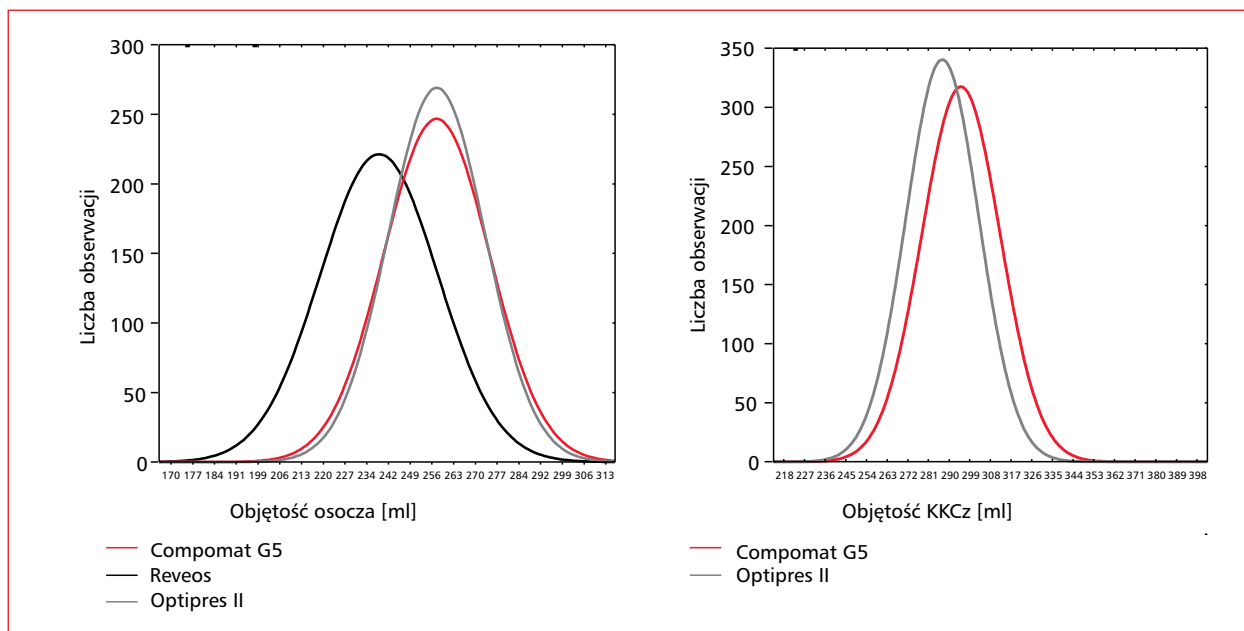 300
250
200
150
100
50
0
Liczba obserwacji
170 177 184 191 199 206 213 220 227 234 242 249 256 263 270 277 284 292 299 306 313
Objętość osocza [ml]
Compomat G5
Reveos
Optipres II
350
300
250
200
150
100
50
0
Liczba obserwacji
218 227 236 245 254 263 272 281 290 299 308 317 326 335 344 353 362 371 380 389 398
Objętość KKCz [ml]
Compomat G5
Optipres II